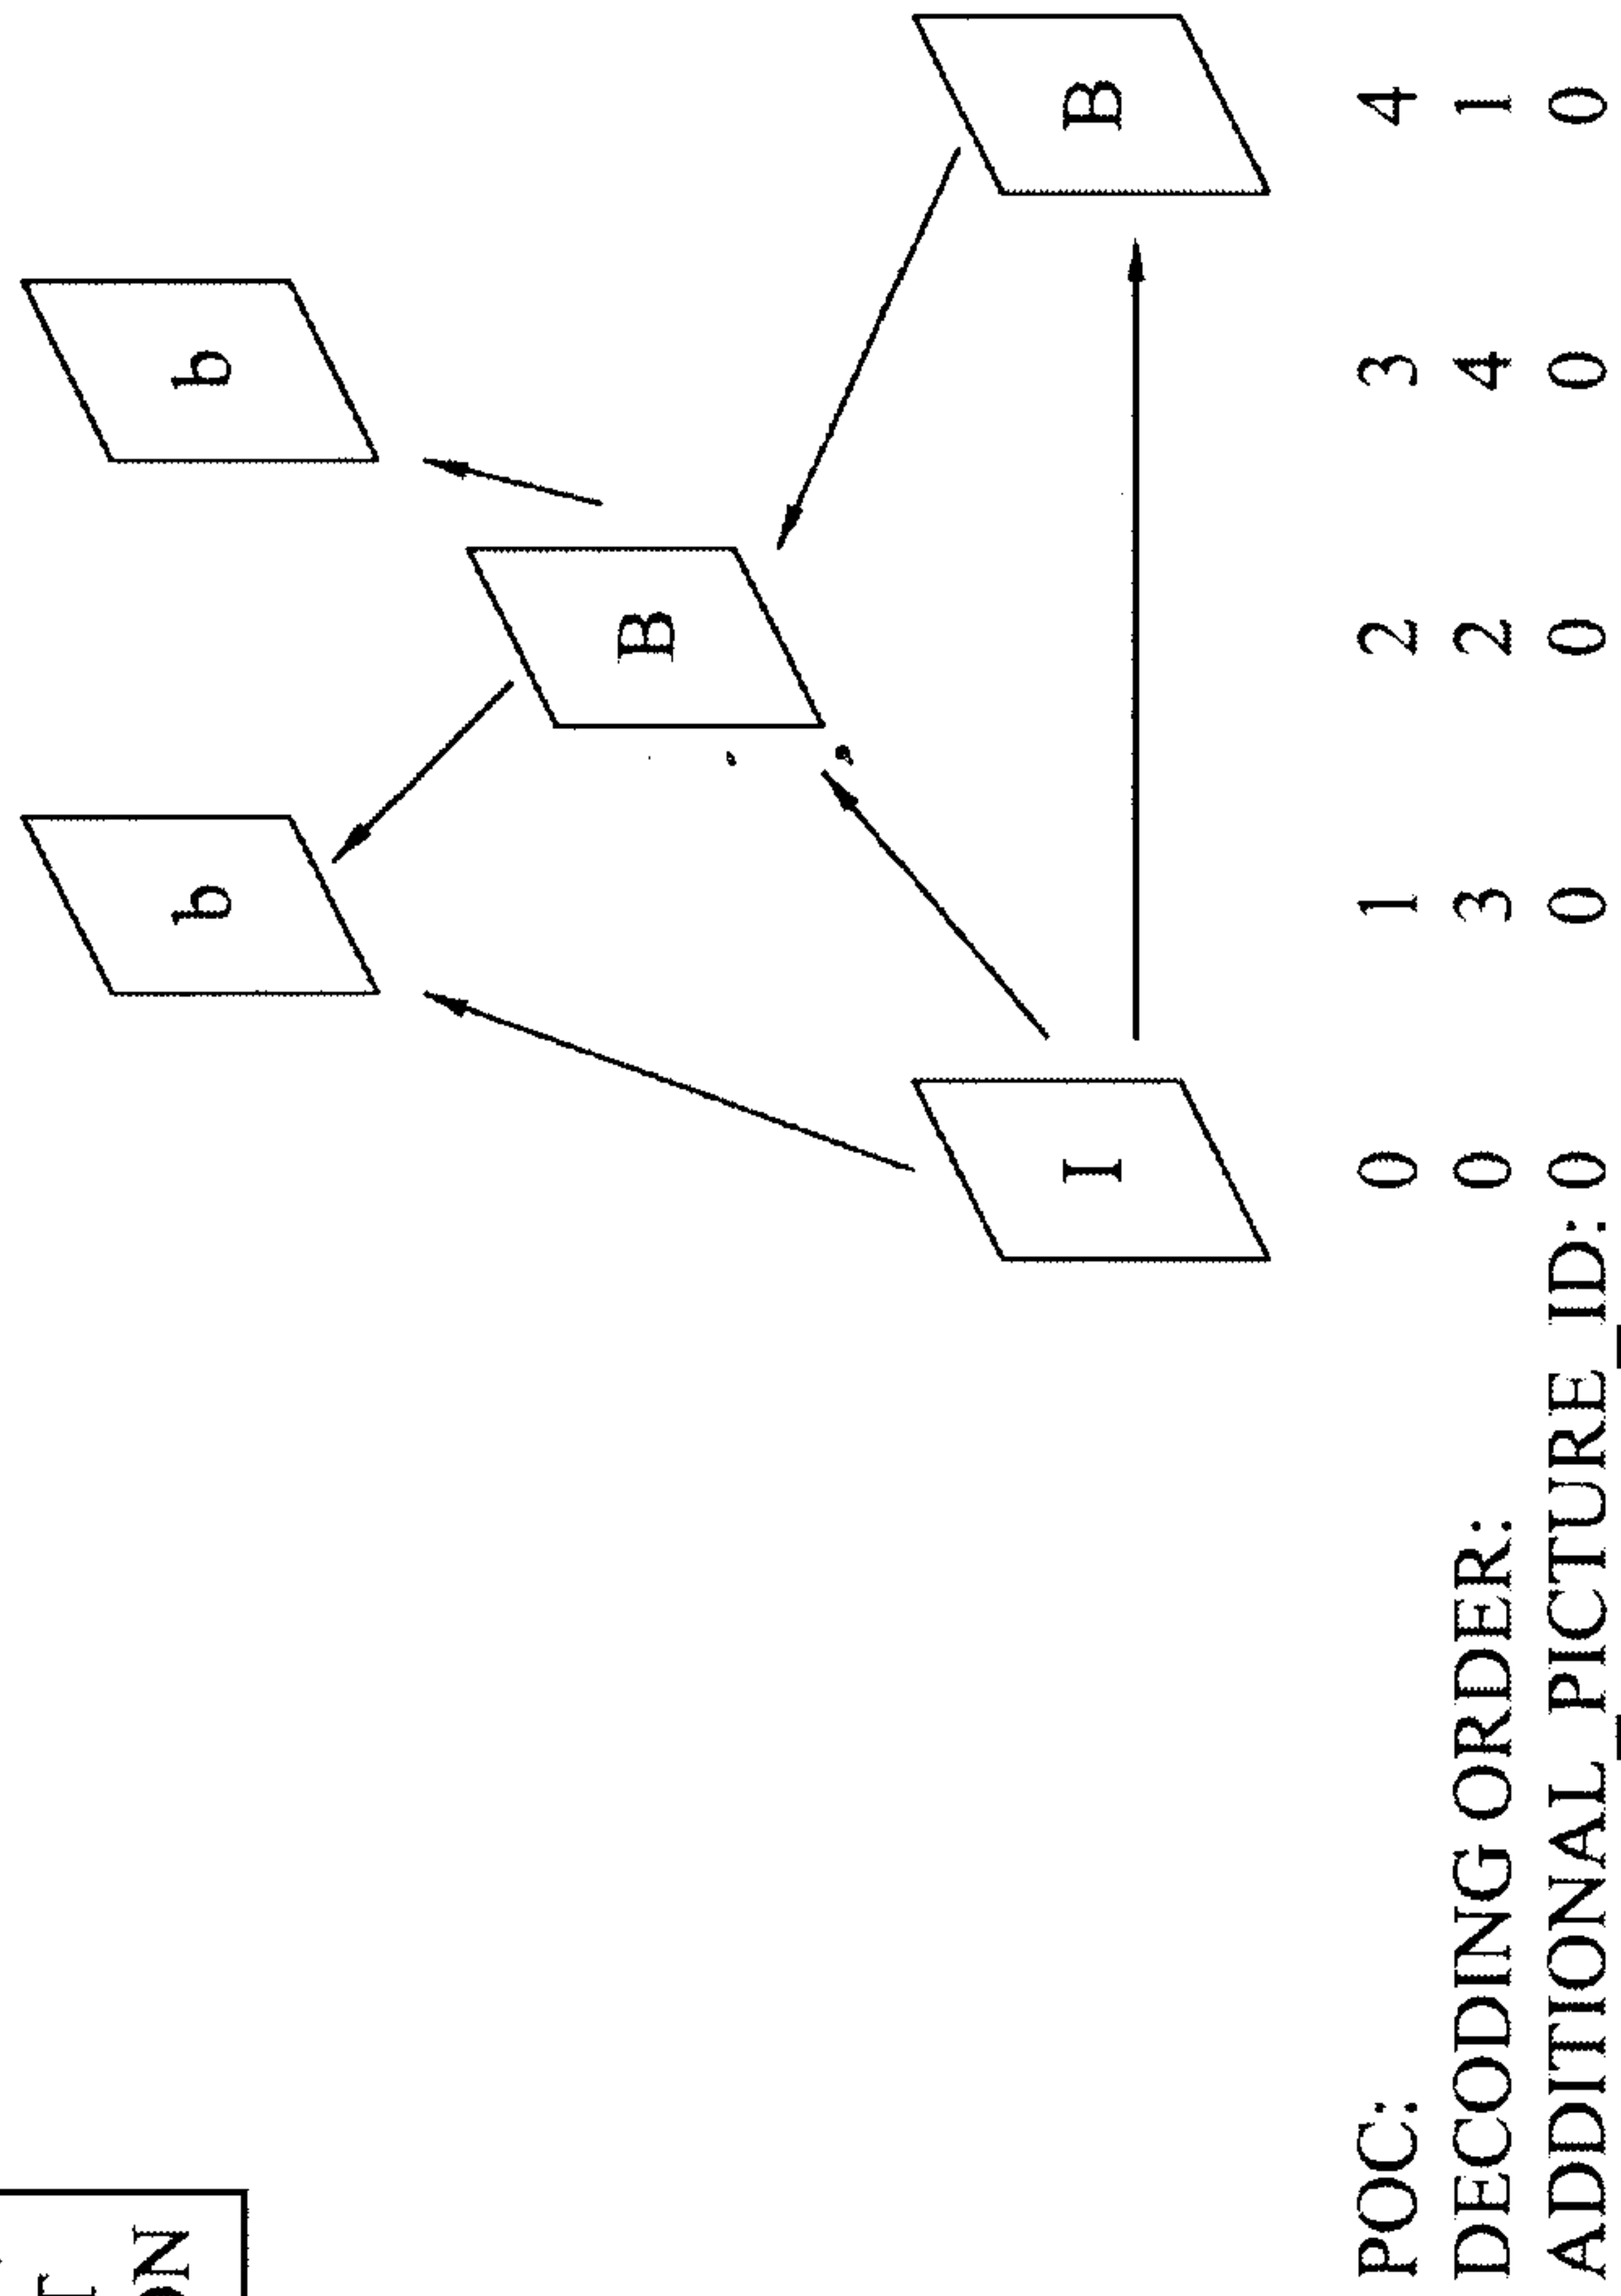 T
ON
b b
B
I B
POC: 0 1 2 3 4
DECODING ORDER: 0 3 2 4 1
ADDITIONAL_PICTURE_ID: 0 0 0 0 0